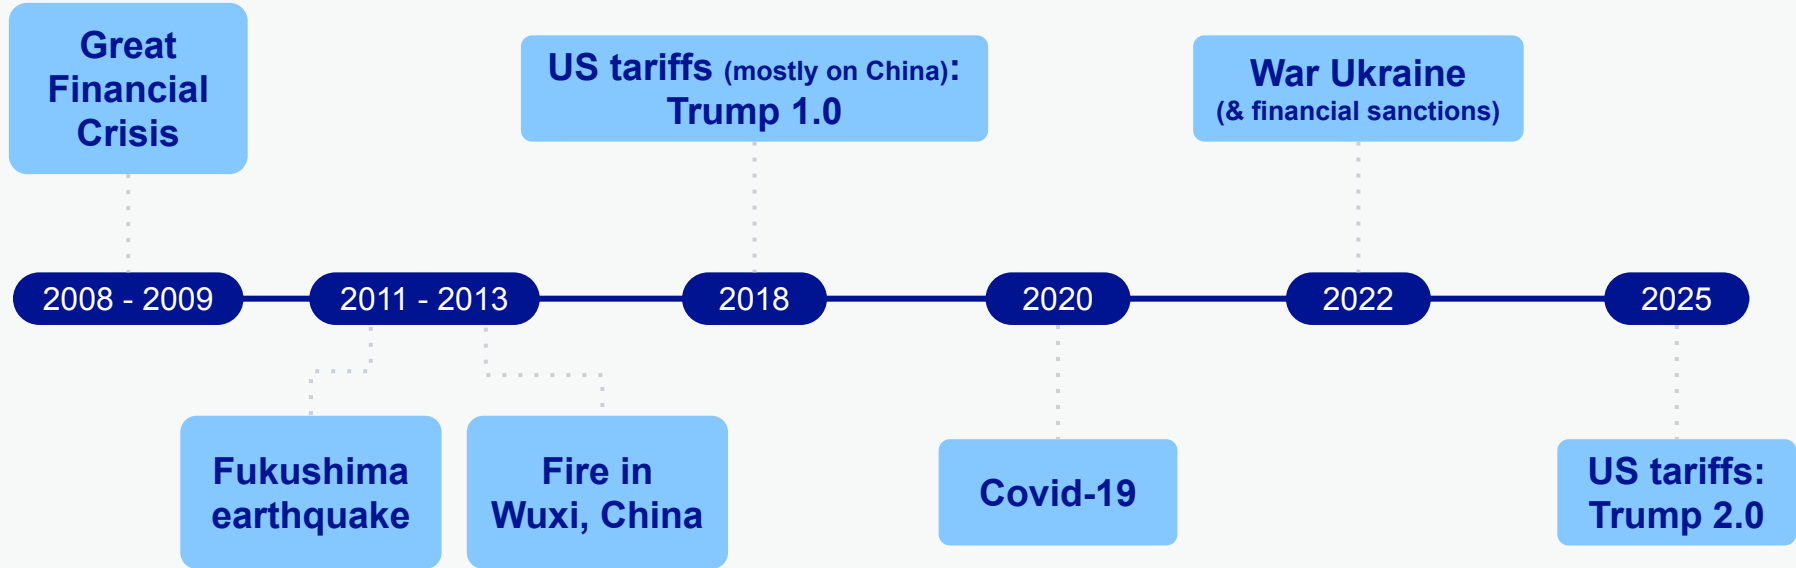 Great
Financial
Crisis
US tariffs (mostly on China):
Trump 1.0
War Ukraine
(& financial sanctions)
2008 - 2009
2011 - 2013
2018
2020
2022
2025
Fukushima
earthquake
Fire in
Wuxi, China
Covid-19
US tariffs:
Trump 2.0